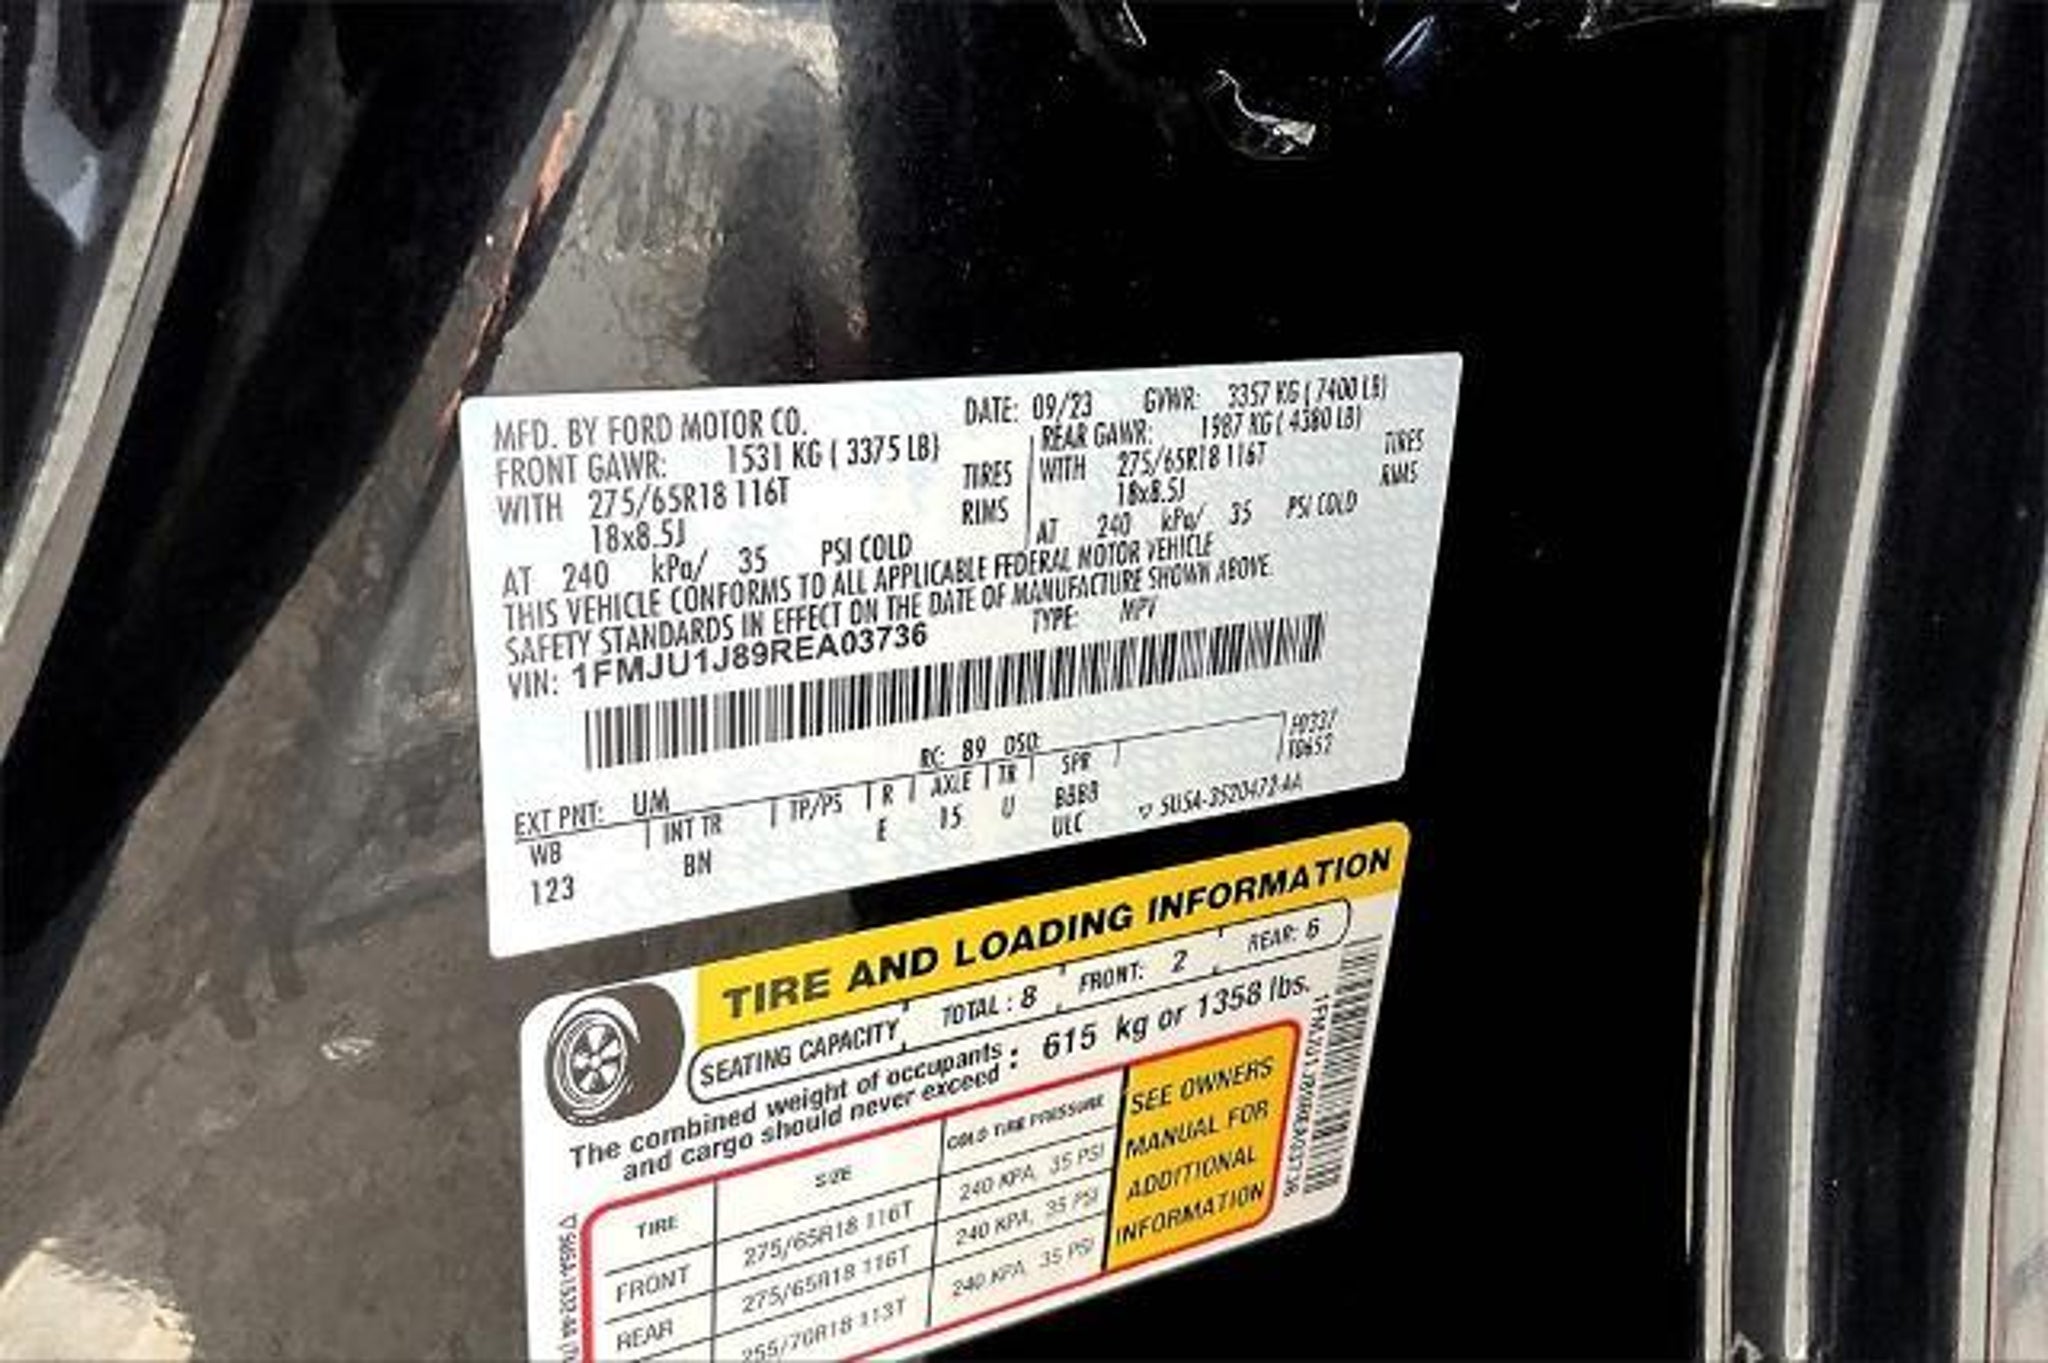 MFD. BY FORD MOTOR CO. DATE: 09/23 GVWR: 3357 KG ( 7400 LB)
FRONT GAWR: 1531 KG ( 3375 LB) REAR GAWR: 1987 KG ( 4380 LB)
WITH 275/65R18 116T TIRES WITH 275/65R18 116T TIRES
18x8.5J RIMS 18x8.5J RIMS
AT 240 kPa/ 35 PSI COLD AT 240 kPa/ 35 PSI COLD
THIS VEHICLE CONFORMS TO ALL APPLICABLE FEDERAL MOTOR VEHICLE
SAFETY STANDARDS IN EFFECT ON THE DATE OF MANUFACTURE SHOWN ABOVE.
VIN: 1FMJU1J89REA03736 TYPE: MPV
RC: 89 DSO:
EXT PNT: UM
WB INT TR TP/PS R AXLE TR SPR
123 BN E 15 U BBBB
ULC
TIRE AND LOADING INFORMATION
SEATING CAPACITY TOTAL : 8 FRONT: 2 REAR: 6
The combined weight of occupants
and cargo should never exceed : 615 kg or 1358 lbs.
TIRE SIZE COLD TIRE PRESSURE
FRONT 275/65R18 116T 240 KPA, 35 PSI
REAR 275/65R18 116T 240 KPA, 35 PSI
255/70R18 113T 240 KPA, 35 PSI
SEE OWNERS
MANUAL FOR
ADDITIONAL
INFORMATION
1FMJU1J89REA03736